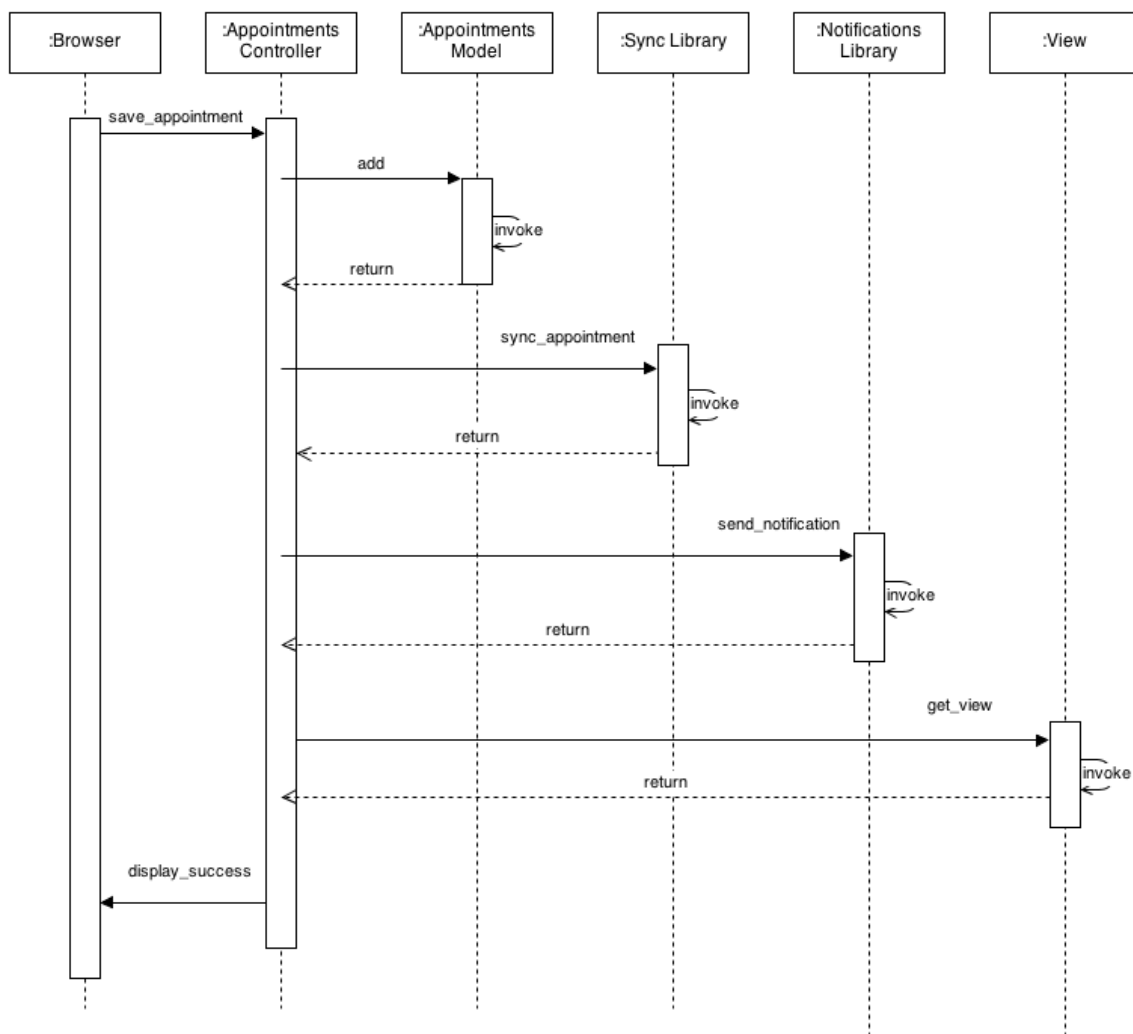 :Browser
:Appointments
Controller
:Appointments
Model
:Sync Library
:Notifications
Library
:View
save_appointment
add
invoke
return
sync_appointment
invoke
return
send_notification
invoke
return
get_view
invoke
return
display_success